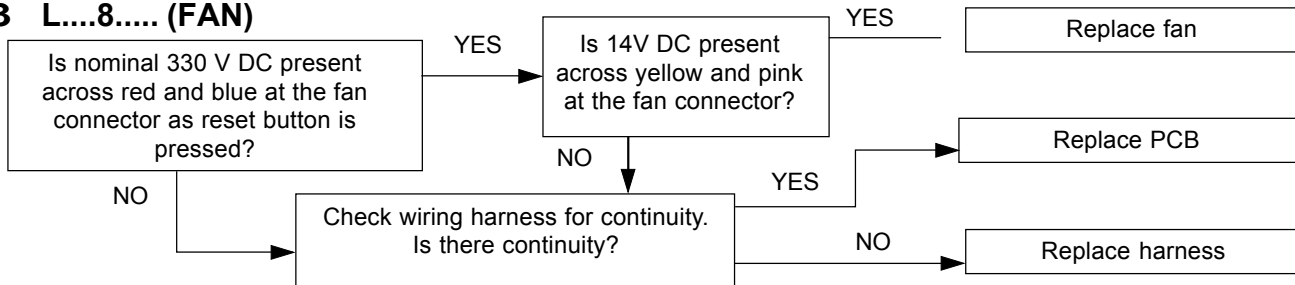 L....8..... (FAN)
Is nominal 330 V DC present
across red and blue at the fan
connector as reset button is
pressed?
YES
NO
Is 14V DC present
across yellow and pink
at the fan connector?
YES
NO
Replace fan
Check wiring harness for continuity.
Is there continuity?
YES
NO
Replace PCB
Replace harness